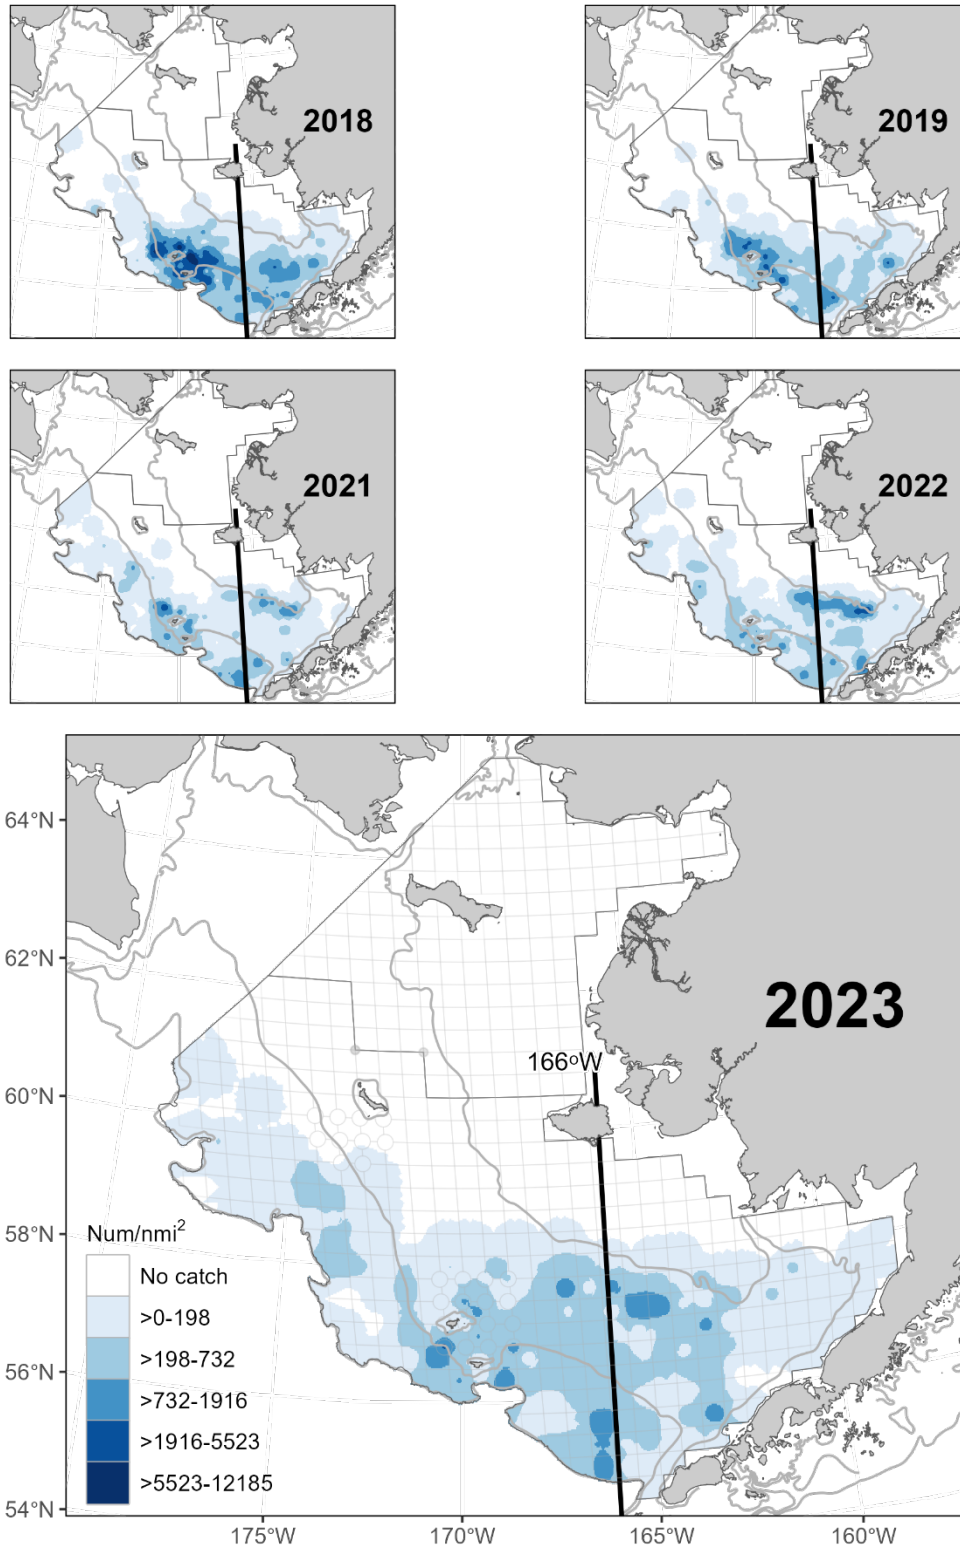 2018
2019
2021
2022
2023
166°W
64°N
62°N
60°N
58°N
56°N
54°N
Num/nmi²
No catch
>0-198
>198-732
>732-1916
>1916-5523
>5523-12185
175°W
170°W
165°W
160°W